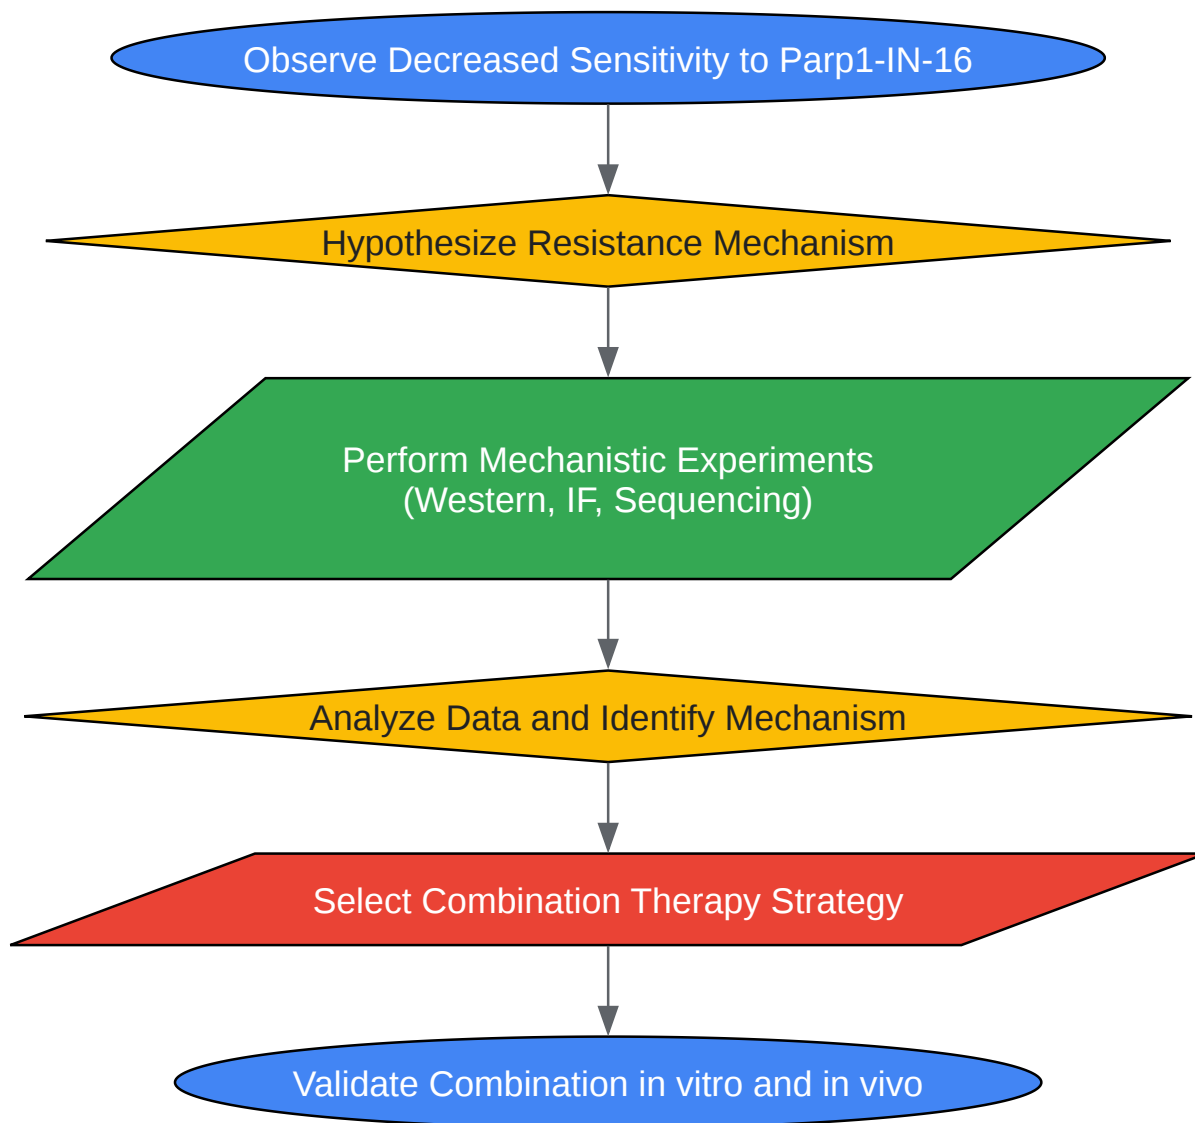 Observe Decreased Sensitivity to Parp1-IN-16
Hypothesize Resistance Mechanism
Perform Mechanistic Experiments
(Western, IF, Sequencing)
Analyze Data and Identify Mechanism
Select Combination Therapy Strategy
Validate Combination in vitro and in vivo